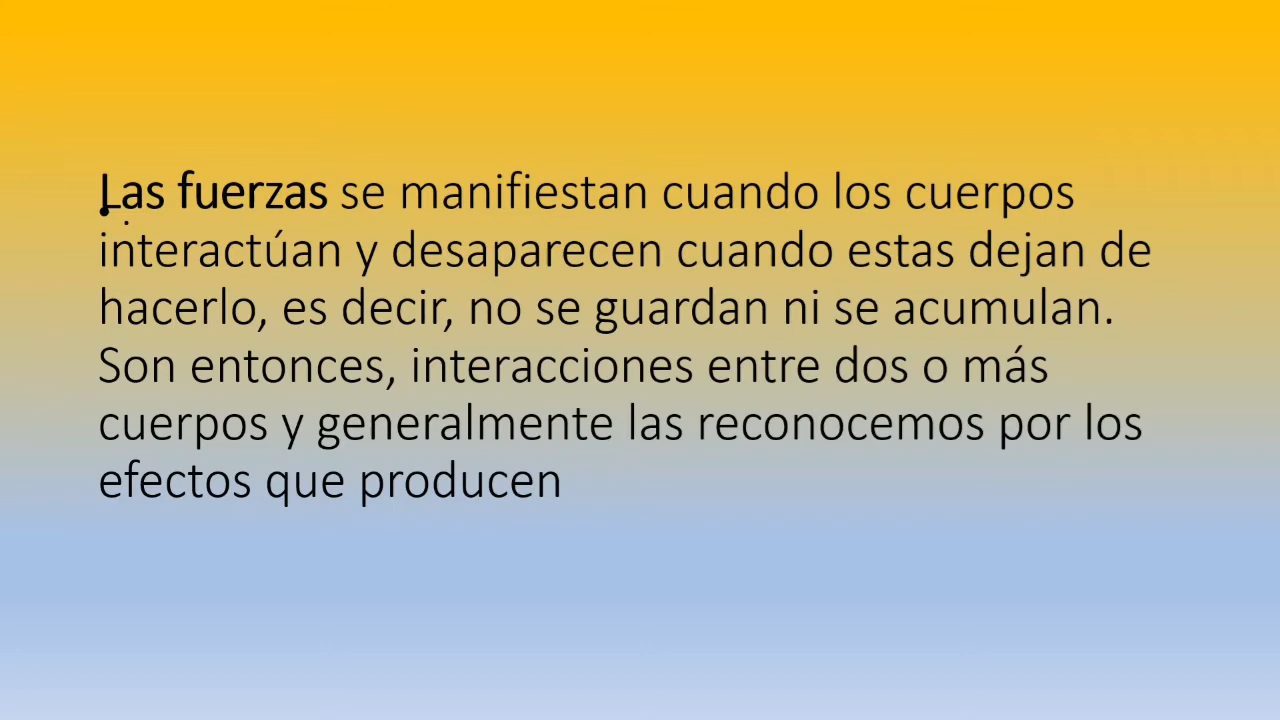 Las fuerzas se manifiestan cuando los cuerpos
interactúan y desaparecen cuando estas dejan de
hacerlo, es decir, no se guardan ni se acumulan.
Son entonces, interacciones entre dos o más
cuerpos y generalmente las reconocemos por los
efectos que producen